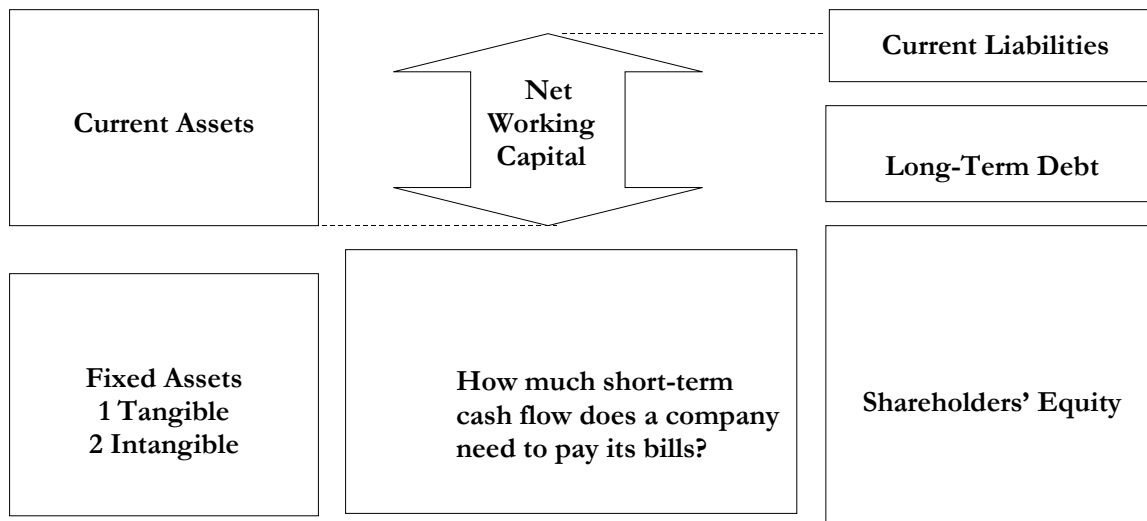 Current Assets
Net
Working
Capital
Current Liabilities
Long-Term Debt
Fixed Assets
1 Tangible
2 Intangible
How much short-term
cash flow does a company
need to pay its bills?
Shareholders’ Equity